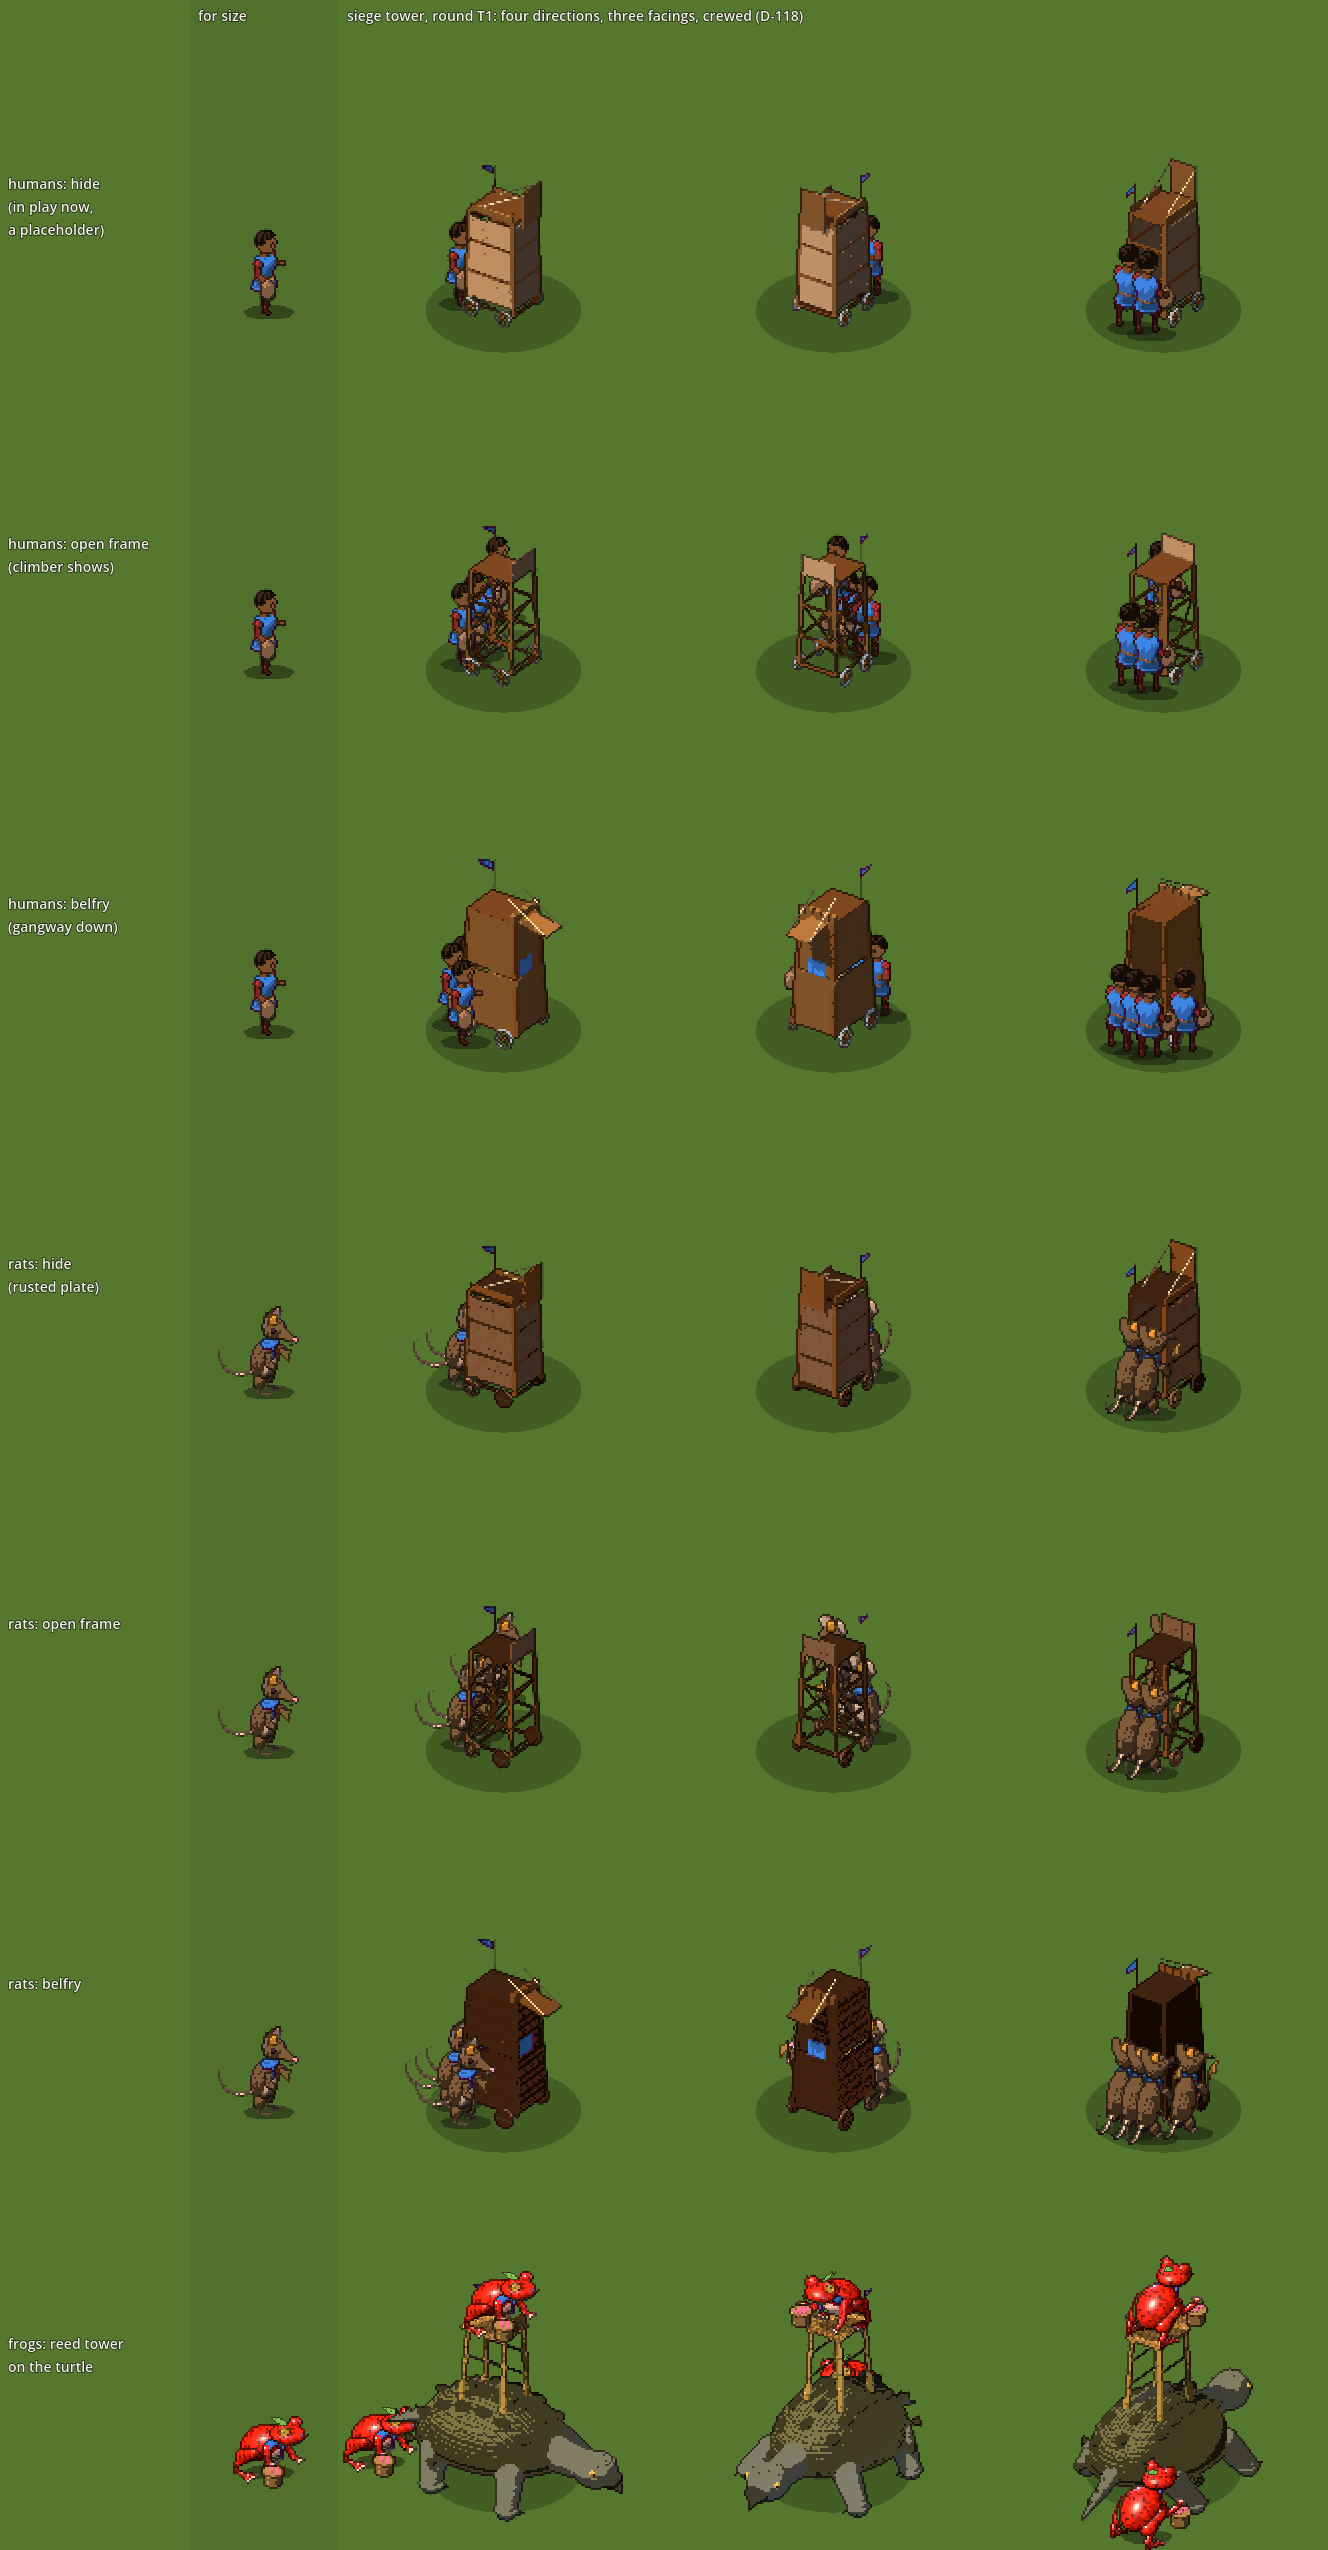 for size
siege tower, round T1: four directions, three facings, crewed (D-118)
humans: hide
(in play now,
a placeholder)
humans: open frame
(climber shows)
humans: belfry
(gangway down)
rats: hide
(rusted plate)
rats: open frame
rats: belfry
frogs: reed tower
on the turtle